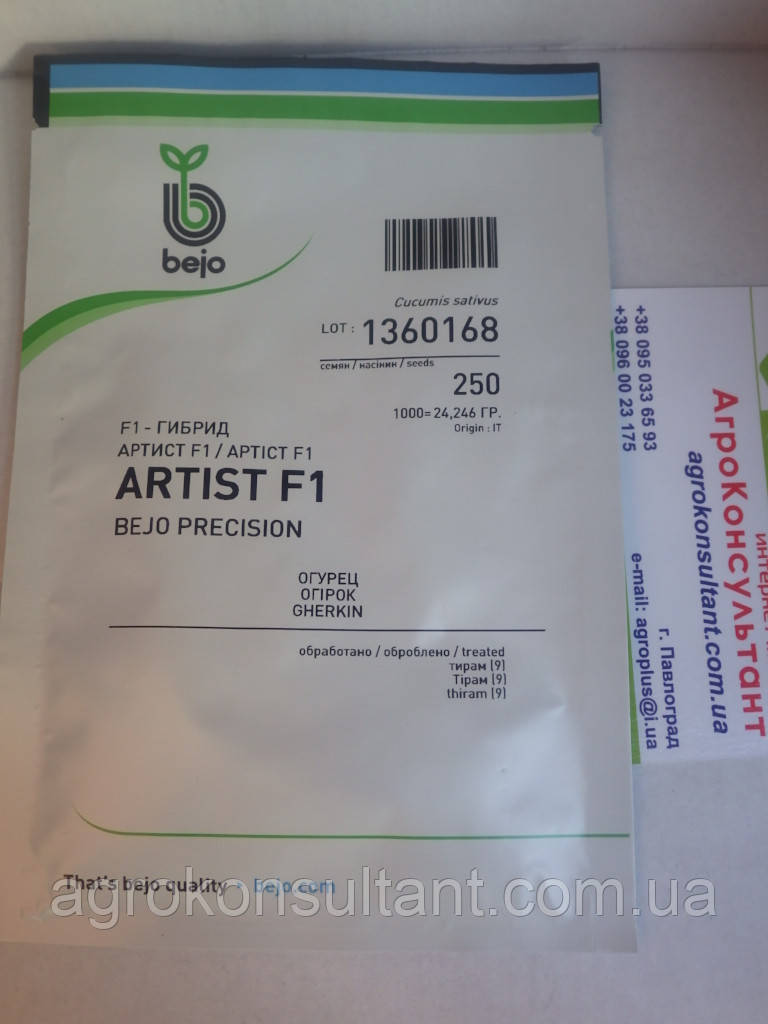 bejo
Cucumis sativus
LOT : 1360168
семян / насінин / seeds
250
1000= 24,246 ГР.
Origin : IT
F1 - ГИБРИД
АРТИСТ F1 / АРТІСТ F1
ARTIST F1
BEJO PRECISION
ОГУРЕЦ
ОГІРОК
GHERKIN
обработано / оброблено / treated
тирам (9)
Тірам (9)
thiram (9)
That's bejo quality • bejo.com
+38 095 033 65 93
+38 096 00 23 175
АгроКонсультант
agrokonsultant.com.ua
г. Павлоград
e-mail: agroplus@i.ua
agrokonsultant.com.ua